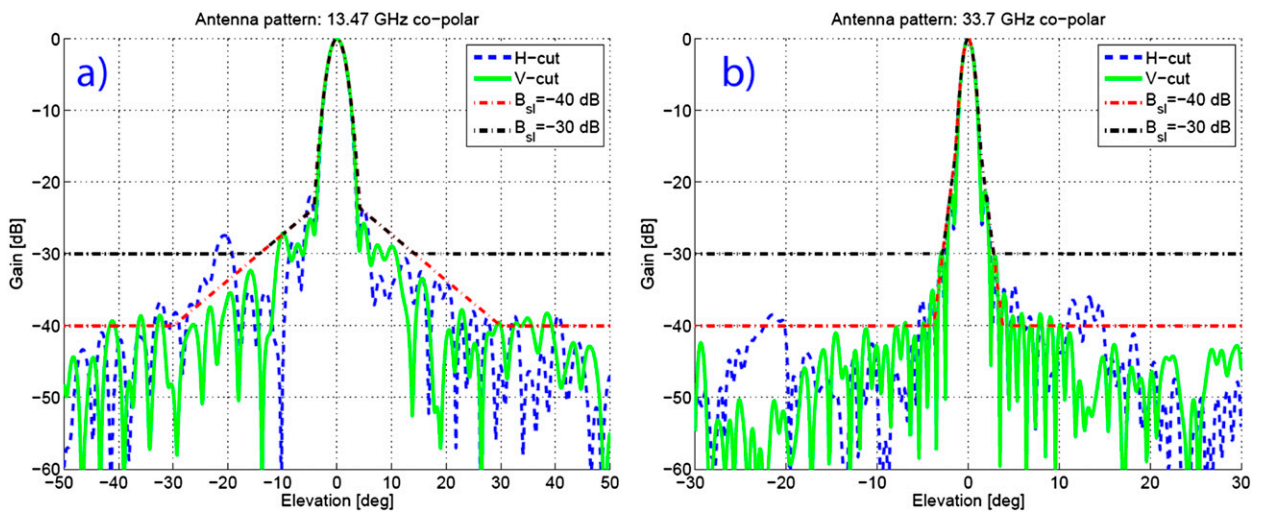 Antenna pattern: 13.47 GHz co−polar
a)
H−cut
V−cut
B_sl=−40 dB
B_sl=−30 dB
Gain [dB]
0
−10
−20
−30
−40
−50
−60
−50 −40 −30 −20 −10 0 10 20 30 40 50
Elevation [deg]
Antenna pattern: 33.7 GHz co−polar
b)
H−cut
V−cut
B_sl=−40 dB
B_sl=−30 dB
Gain [dB]
0
−10
−20
−30
−40
−50
−60
−30 −20 −10 0 10 20 30
Elevation [deg]